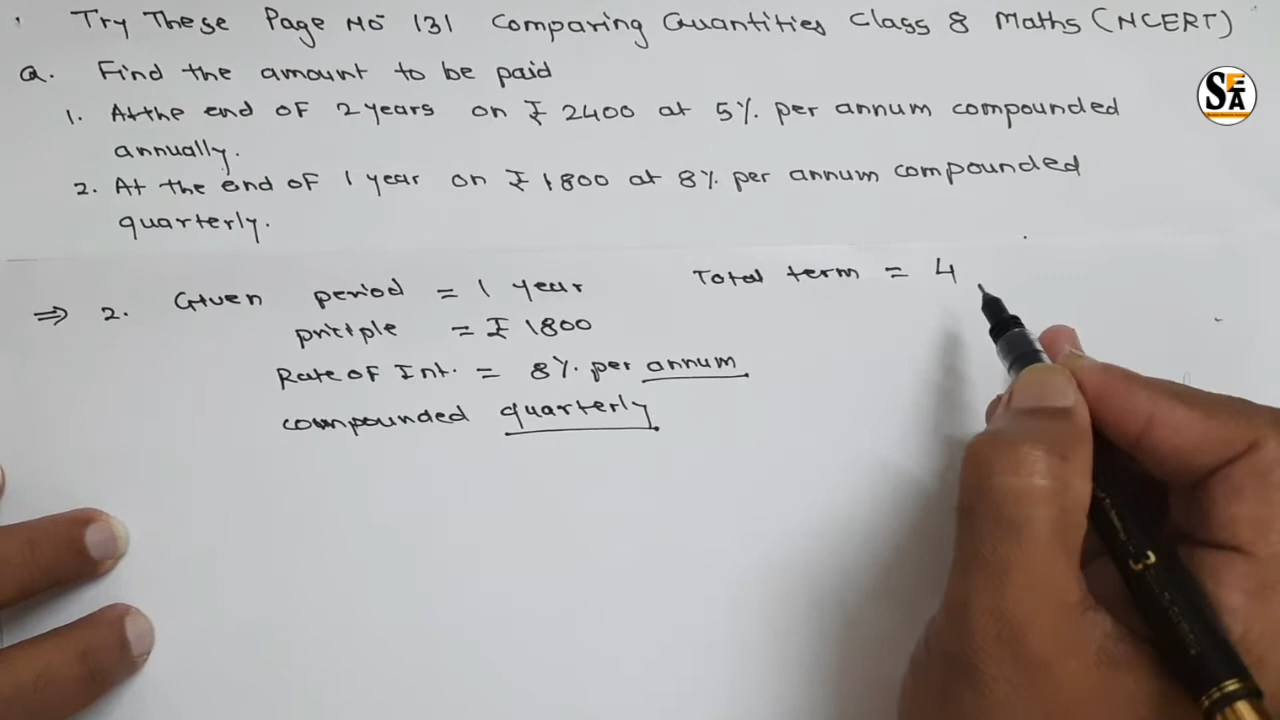 Try These Page No 131 Comparing Quantities Class 8 Maths (NCERT)
Q. Find the amount to be paid
1. At the end of 2 years on ₹ 2400 at 5% per annum compounded
annually.
2. At the end of 1 year on ₹ 1800 at 8% per annum compounded
quarterly.
⇒ 2. Given period = 1 year
Total term = 4
priciple = ₹ 1800
Rate of Int. = 8% per annum
compounded quarterly
SFTA
3